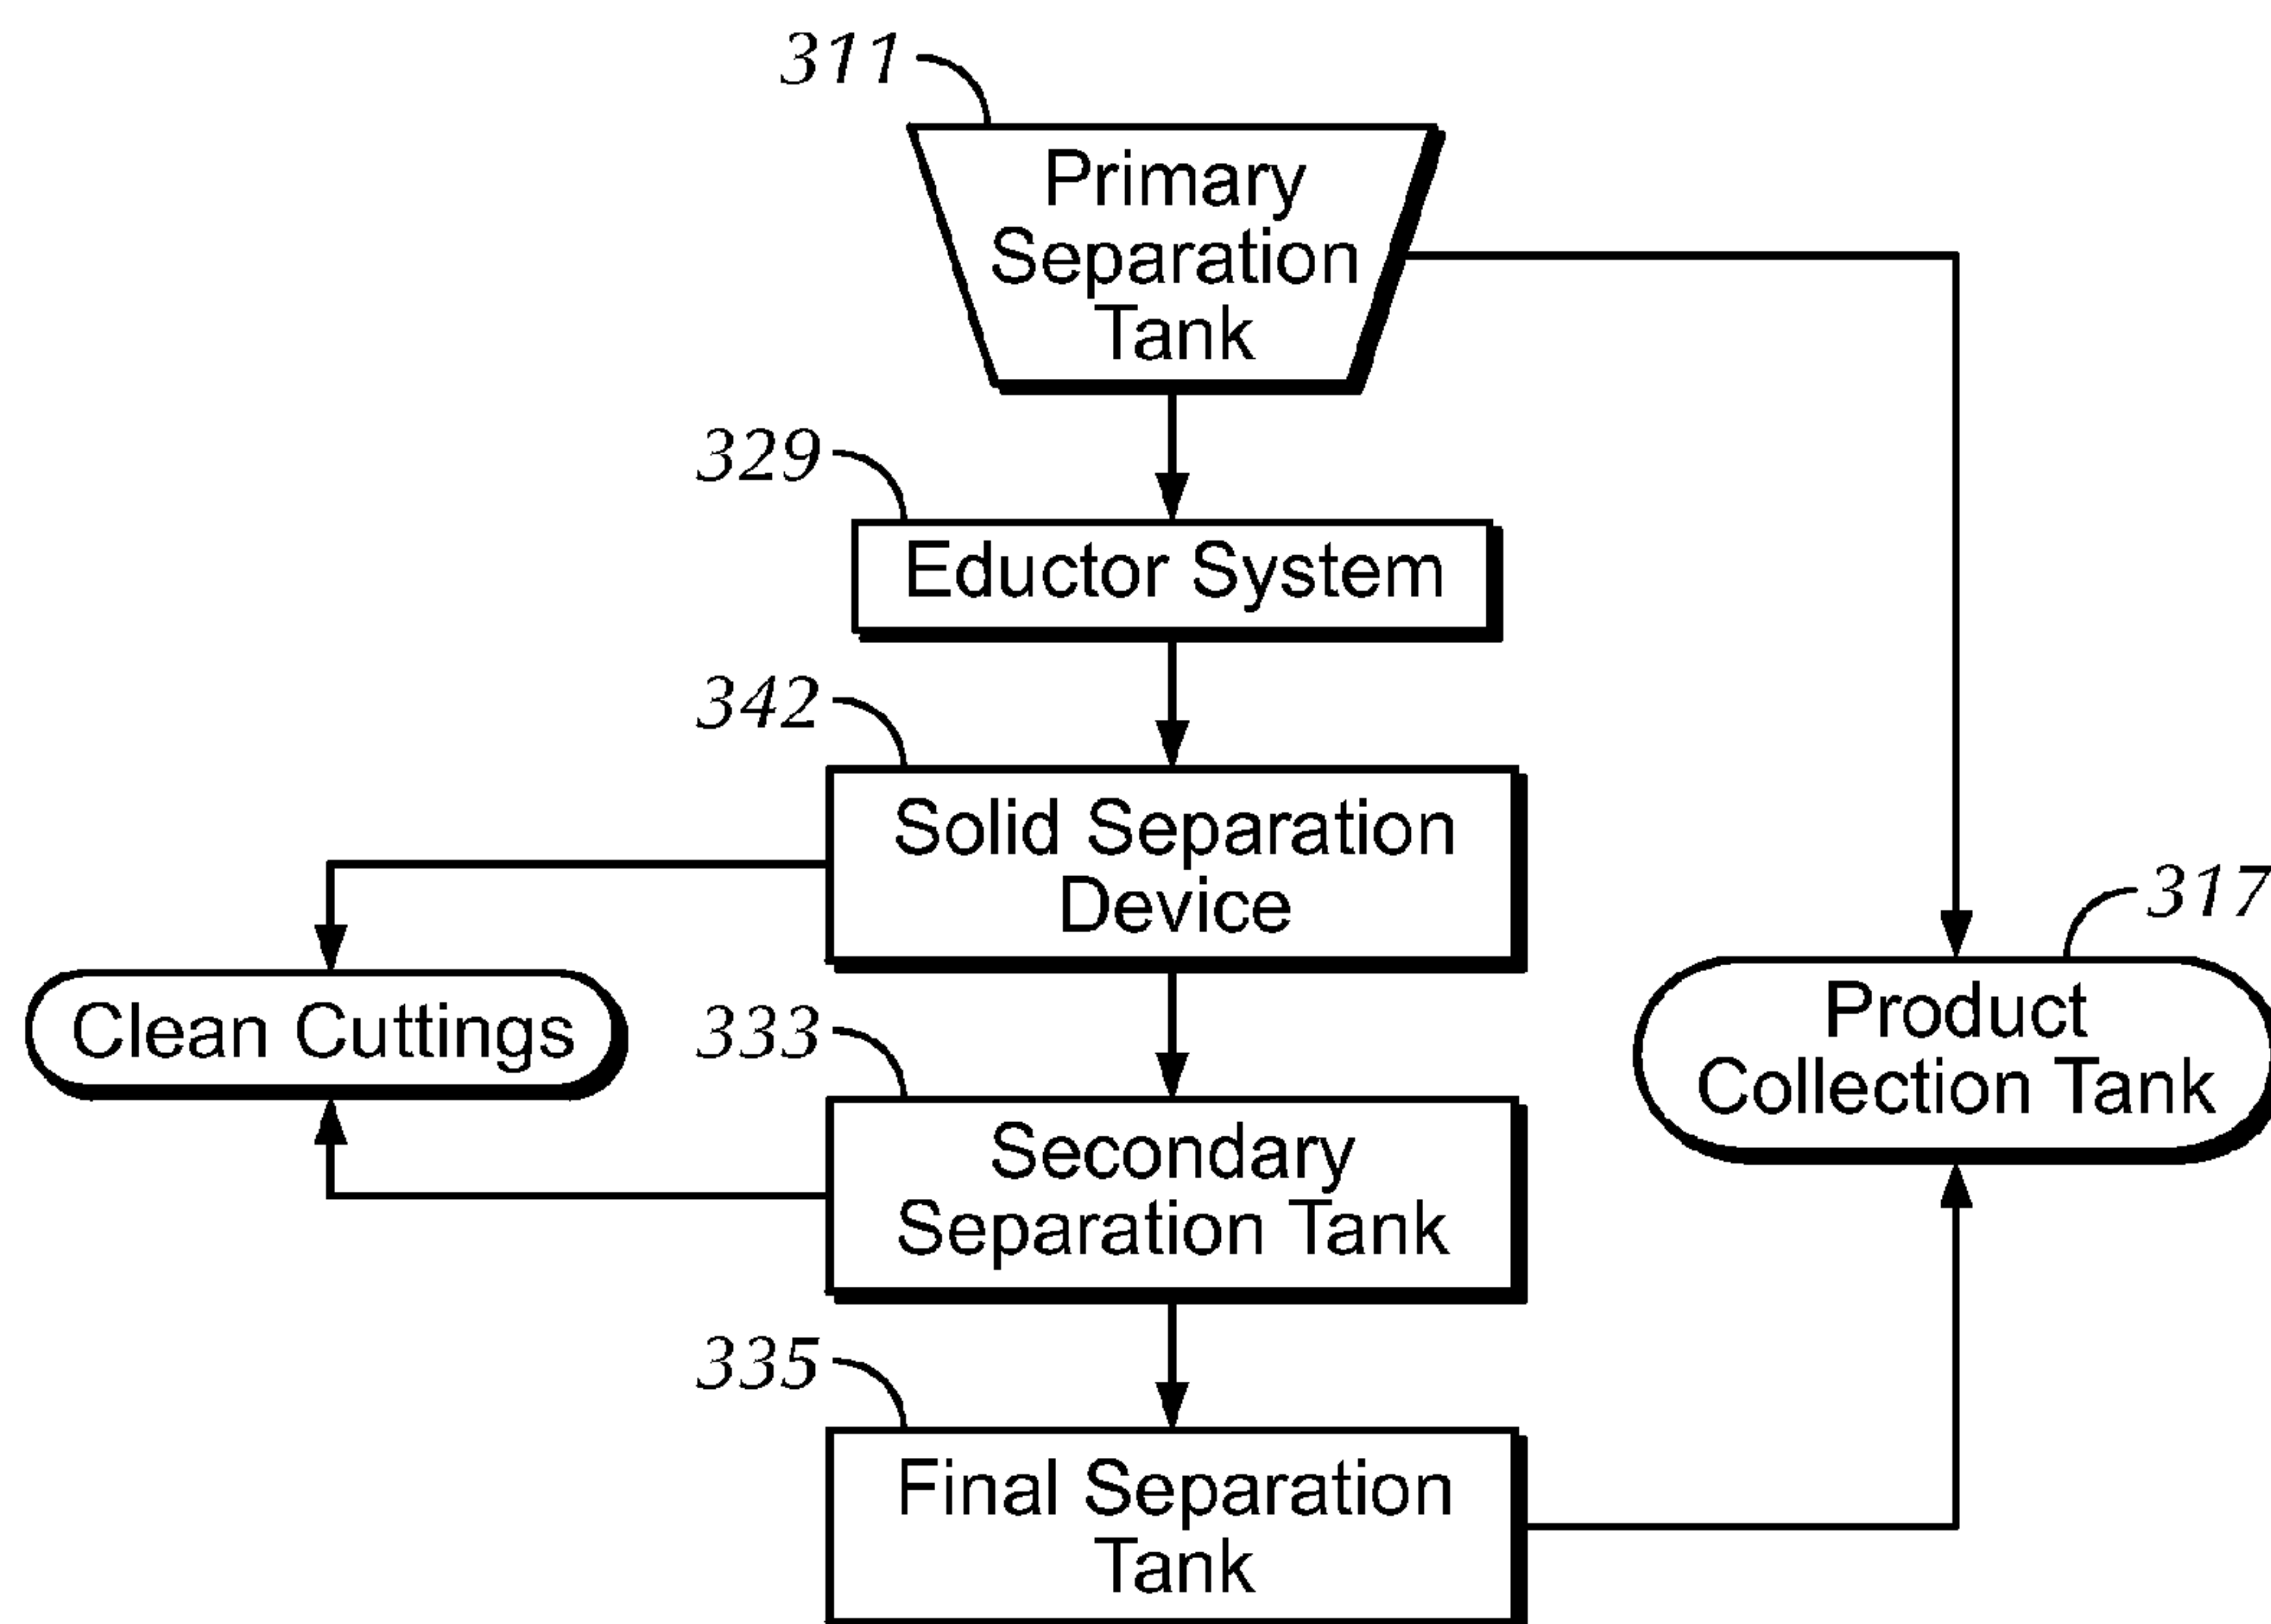 311
Primary
Separation
Tank
329
Eductor System
342
Solid Separation
Device
317
Clean Cuttings
Product
Collection Tank
333
Secondary
Separation Tank
335
Final Separation
Tank